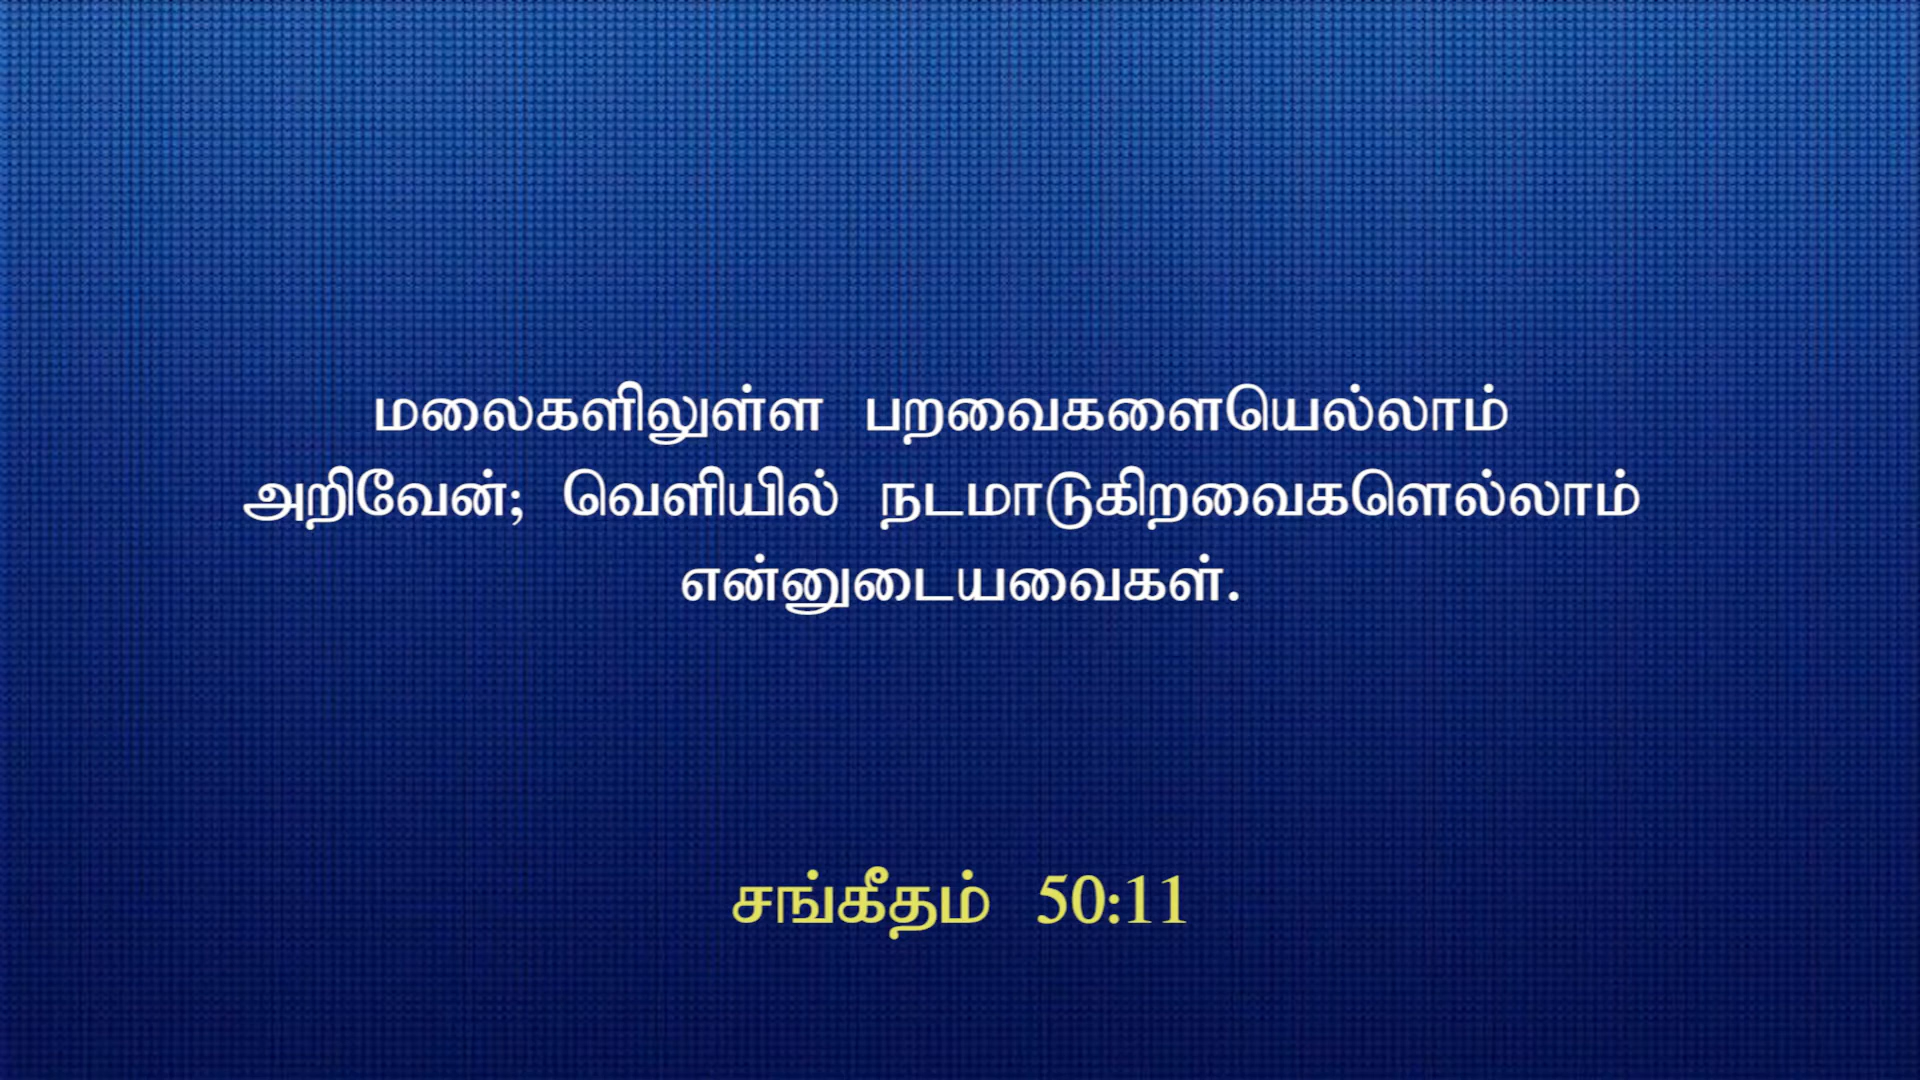 மலைகளிலுள்ள பறவைகளையெல்லாம்
அறிவேன்; வெளியில் நடமாடுகிறவைகளெல்லாம்
என்னுடையவைகள்.
சங்கீதம் 50:11